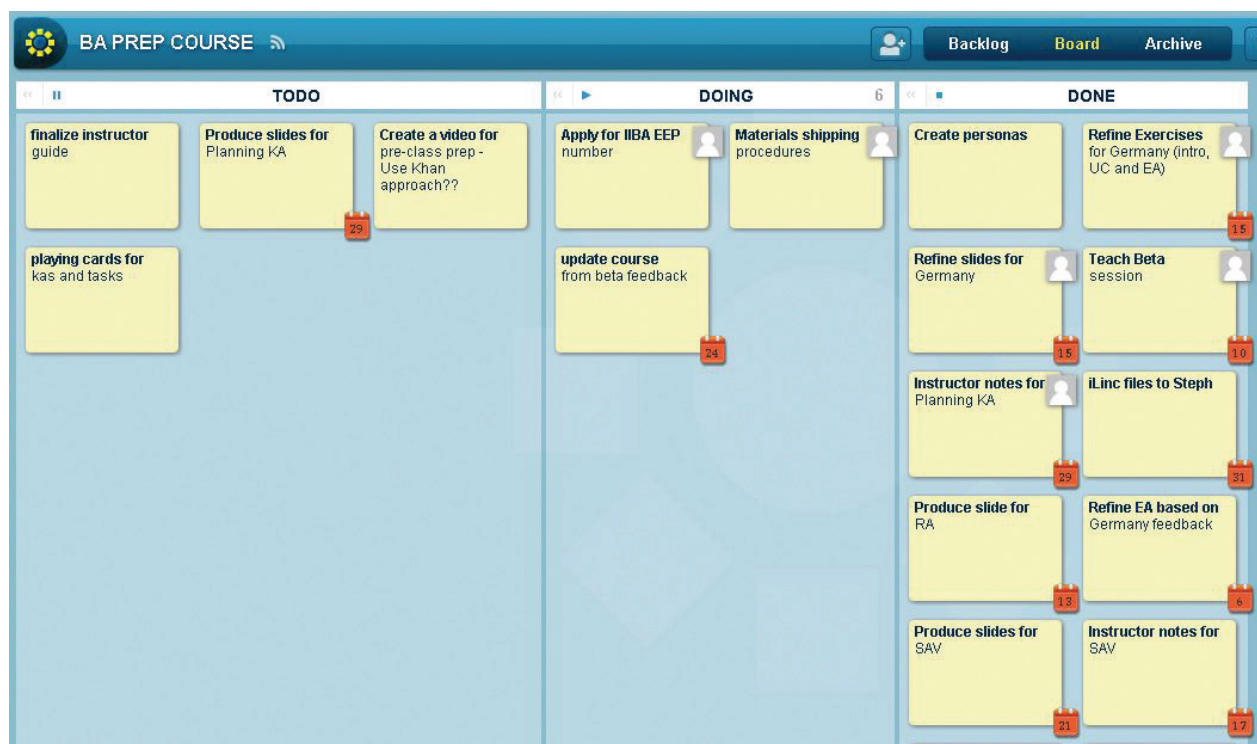 BA PREP COURSE
Backlog Board Archive
TODO
DOING 6
DONE
finalize instructor
guide
Produce slides for
Planning KA
29
Create a video for
pre-class prep -
Use Khan
approach??
playing cards for
kas and tasks
Apply for IIBA EEP
number
Materials shipping
procedures
update course
from beta feedback
24
Create personas
Refine Exercises
for Germany (intro,
UC and EA)
15
Refine slides for
Germany
15
Teach Beta
session
10
Instructor notes for
Planning KA
29
iLinc files to Steph
31
Produce slide for
RA
13
Refine EA based on
Germany feedback
6
Produce slides for
SAV
21
Instructor notes for
SAV
17